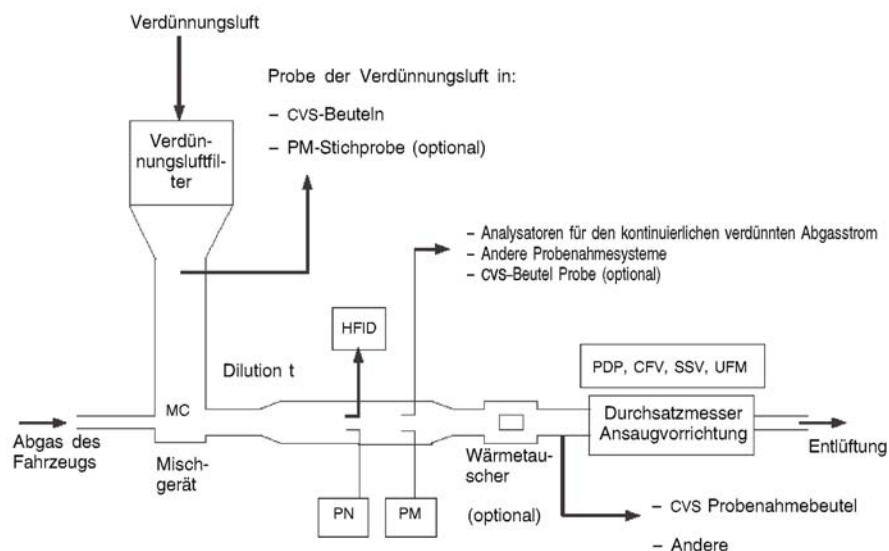 Verdünnungsluft
Probe der Verdünnungsluft in:
– CVS-Beuteln
– PM-Stichprobe (optional)
Verdün-
nungsluftfil-
ter
– Analysatoren für den kontinuierlichen verdünnten Abgasstrom
– Andere Probenahmesysteme
– CVS–Beutel Probe (optional)
HFID
Dilution t
PDP, CFV, SSV, UFM
MC
Durchsatzmesser
Ansaugvorrichtung
Abgas des
Fahrzeugs
Misch-
gerät
Wärmetau-
scher
(optional)
Entlüftung
PN
PM
– CVS Probenahmebeutel
– Andere